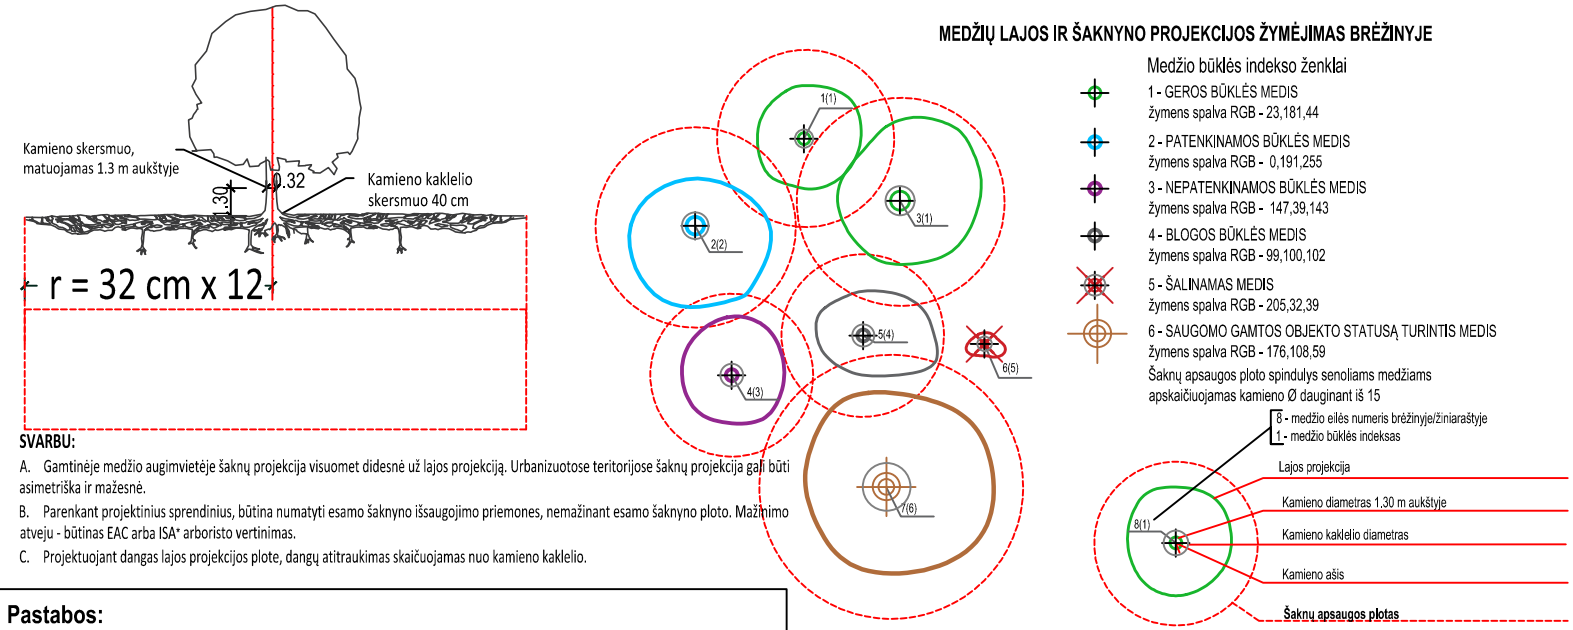 Kamieno skersmuo,
matuojamas 1.3 m aukštyje
1.30
0.32
Kamieno kaklelio
skersmuo 40 cm
r = 32 cm x 12
SVARBU:
A. Gamtinėje medžio augimvietėje šaknų projekcija visuomet didesnė už lajos projekciją. Urbanizuotose teritorijose šaknų projekcija gali būti
asimetriška ir mažesnė.
B. Parenkant projektinius sprendinius, būtina numatyti esamo šaknyno išsaugojimo priemones, nemažinant esamo šaknyno ploto. Mažinimo
atveju - būtinas EAC arba ISA* arboristo vertinimas.
C. Projektuojant dangas lajos projekcijos plote, dangų atitraukimas skaičuojamas nuo kamieno kaklelio.
Pastabos:
1(1)
3(1)
2(2)
5(4)
4(3)
6(5)
7(6)
MEDŽIŲ LAJOS IR ŠAKNYNO PROJEKCIJOS ŽYMĖJIMAS BRĖŽINYJE
Medžio būklės indekso ženklai
1 - GEROS BŪKLĖS MEDIS
žymens spalva RGB - 23,181,44
2 - PATENKINAMOS BŪKLĖS MEDIS
žymens spalva RGB - 0,191,255
3 - NEPATENKINAMOS BŪKLĖS MEDIS
žymens spalva RGB - 147,39,143
4 - BLOGOS BŪKLĖS MEDIS
žymens spalva RGB - 99,100,102
5 - ŠALINAMAS MEDIS
žymens spalva RGB - 205,32,39
6 - SAUGOMO GAMTOS OBJEKTO STATUSĄ TURINTIS MEDIS
žymens spalva RGB - 176,108,59
Šaknų apsaugos ploto spindulys senoliams medžiams
apskaičiuojamas kamieno Ø dauginant iš 15
8 - medžio eilės numeris brėžinyje/žiniaraštyje
1 - medžio būklės indeksas
Lajos projekcija
Kamieno diametras 1,30 m aukštyje
8(1)
Kamieno kaklelio diametras
Kamieno ašis
Šaknų apsaugos plotas